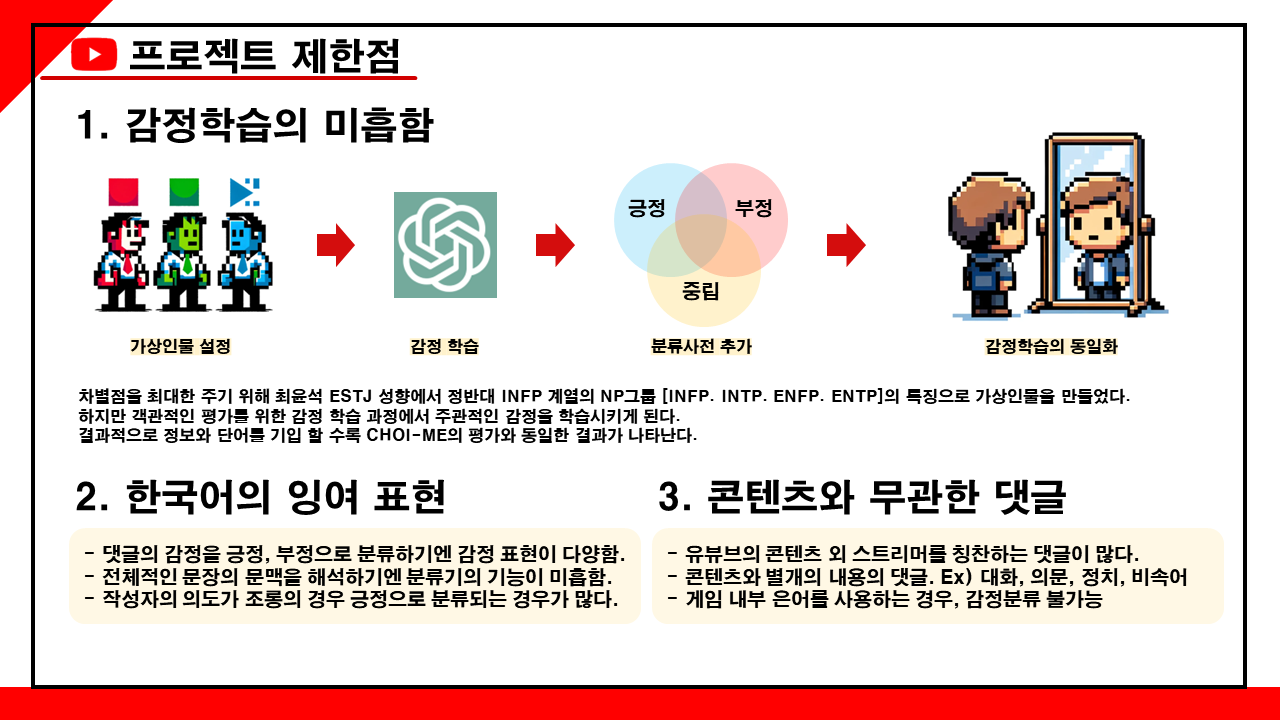 프로젝트 제한점
1. 감정학습의 미흡함
긍정
부정
중립
가상인물 설정
감정 학습
분류사전 추가
감정학습의 동일화
차별점을 최대한 주기 위해 최윤석 ESTJ 성향에서 정반대 INFP 계열의 NP그룹 [INFP. INTP. ENFP. ENTP]의 특징으로 가상인물을 만들었다.
하지만 객관적인 평가를 위한 감정 학습 과정에서 주관적인 감정을 학습시키게 된다.
결과적으로 정보와 단어를 기입 할 수록 CHOI-ME의 평가와 동일한 결과가 나타난다.
2. 한국어의 잉여 표현
- 댓글의 감정을 긍정, 부정으로 분류하기엔 감정 표현이 다양함.
- 전체적인 문장의 문맥을 해석하기엔 분류기의 기능이 미흡함.
- 작성자의 의도가 조롱의 경우 긍정으로 분류되는 경우가 많다.
3. 콘텐츠와 무관한 댓글
- 유뷰브의 콘텐츠 외 스트리머를 칭찬하는 댓글이 많다.
- 콘텐츠와 별개의 내용의 댓글. Ex) 대화, 의문, 정치, 비속어
- 게임 내부 은어를 사용하는 경우, 감정분류 불가능